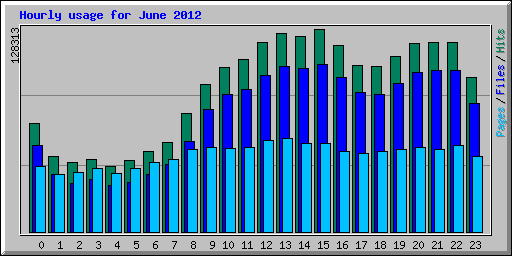 Hourly usage for June 2012
128313
Pages / Files / Hits
0 1 2 3 4 5 6 7 8 9 10 11 12 13 14 15 16 17 18 19 20 21 22 23